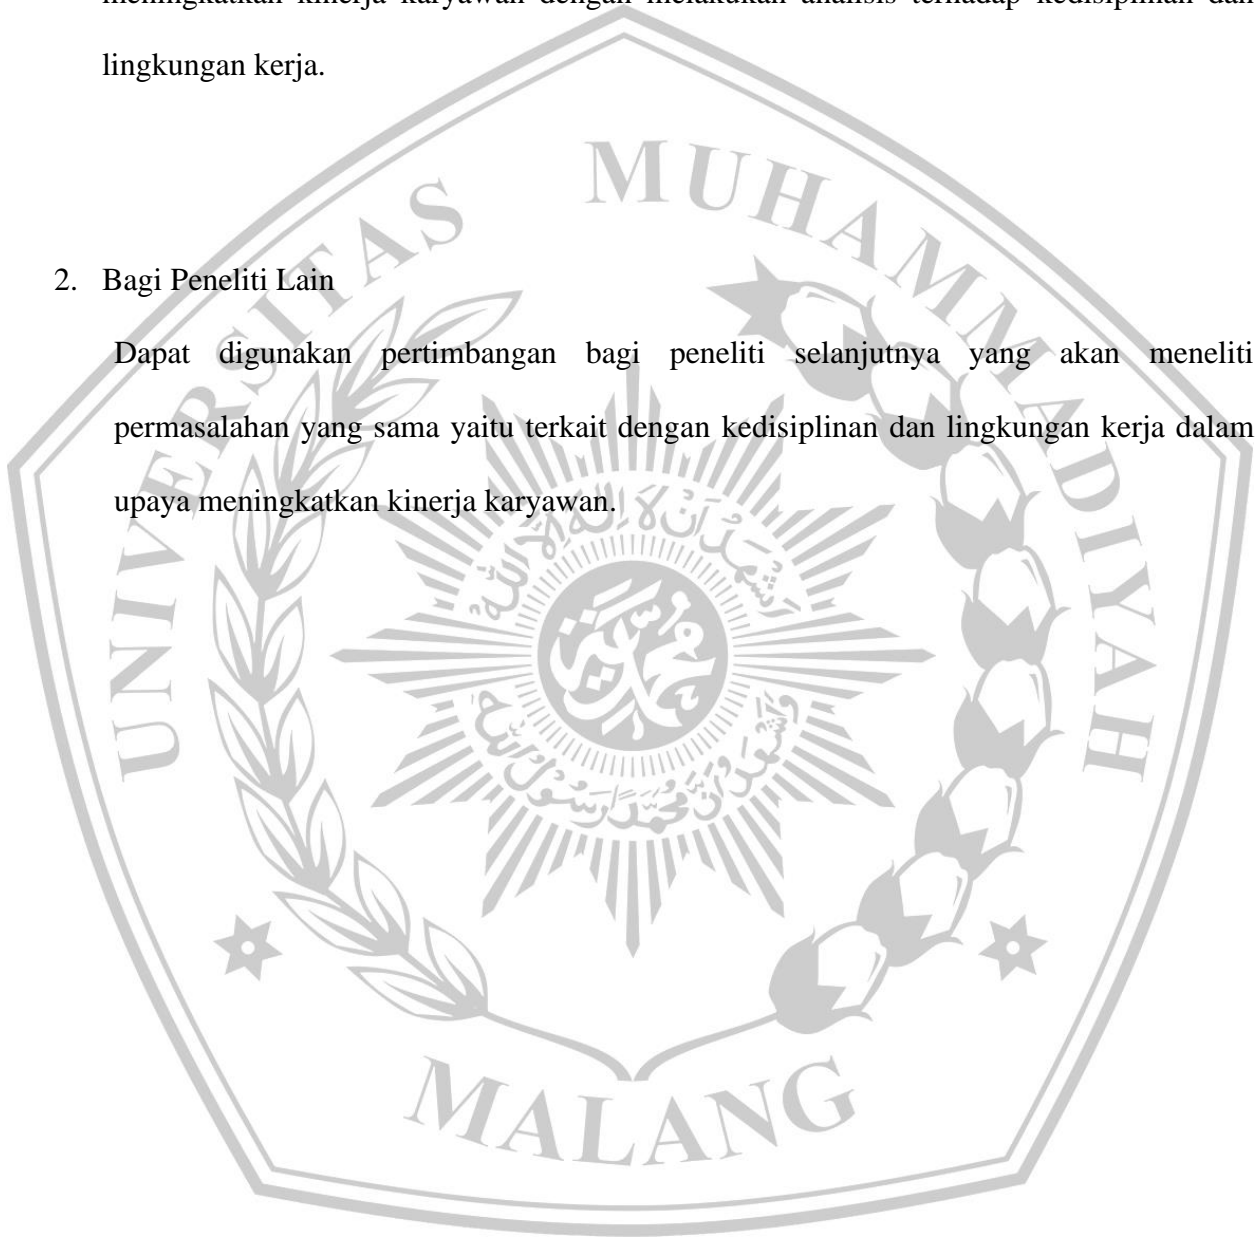 meningkatkan kinerja karyawan dengan melakukan analisis terhadap kedisiplinan dan
lingkungan kerja.
UNIVERSITAS MUHAMMADIYAH
2. Bagi Peneliti Lain
Dapat digunakan pertimbangan bagi peneliti selanjutnya yang akan meneliti
permasalahan yang sama yaitu terkait dengan kedisiplinan dan lingkungan kerja dalam
upaya meningkatkan kinerja karyawan.
MALANG